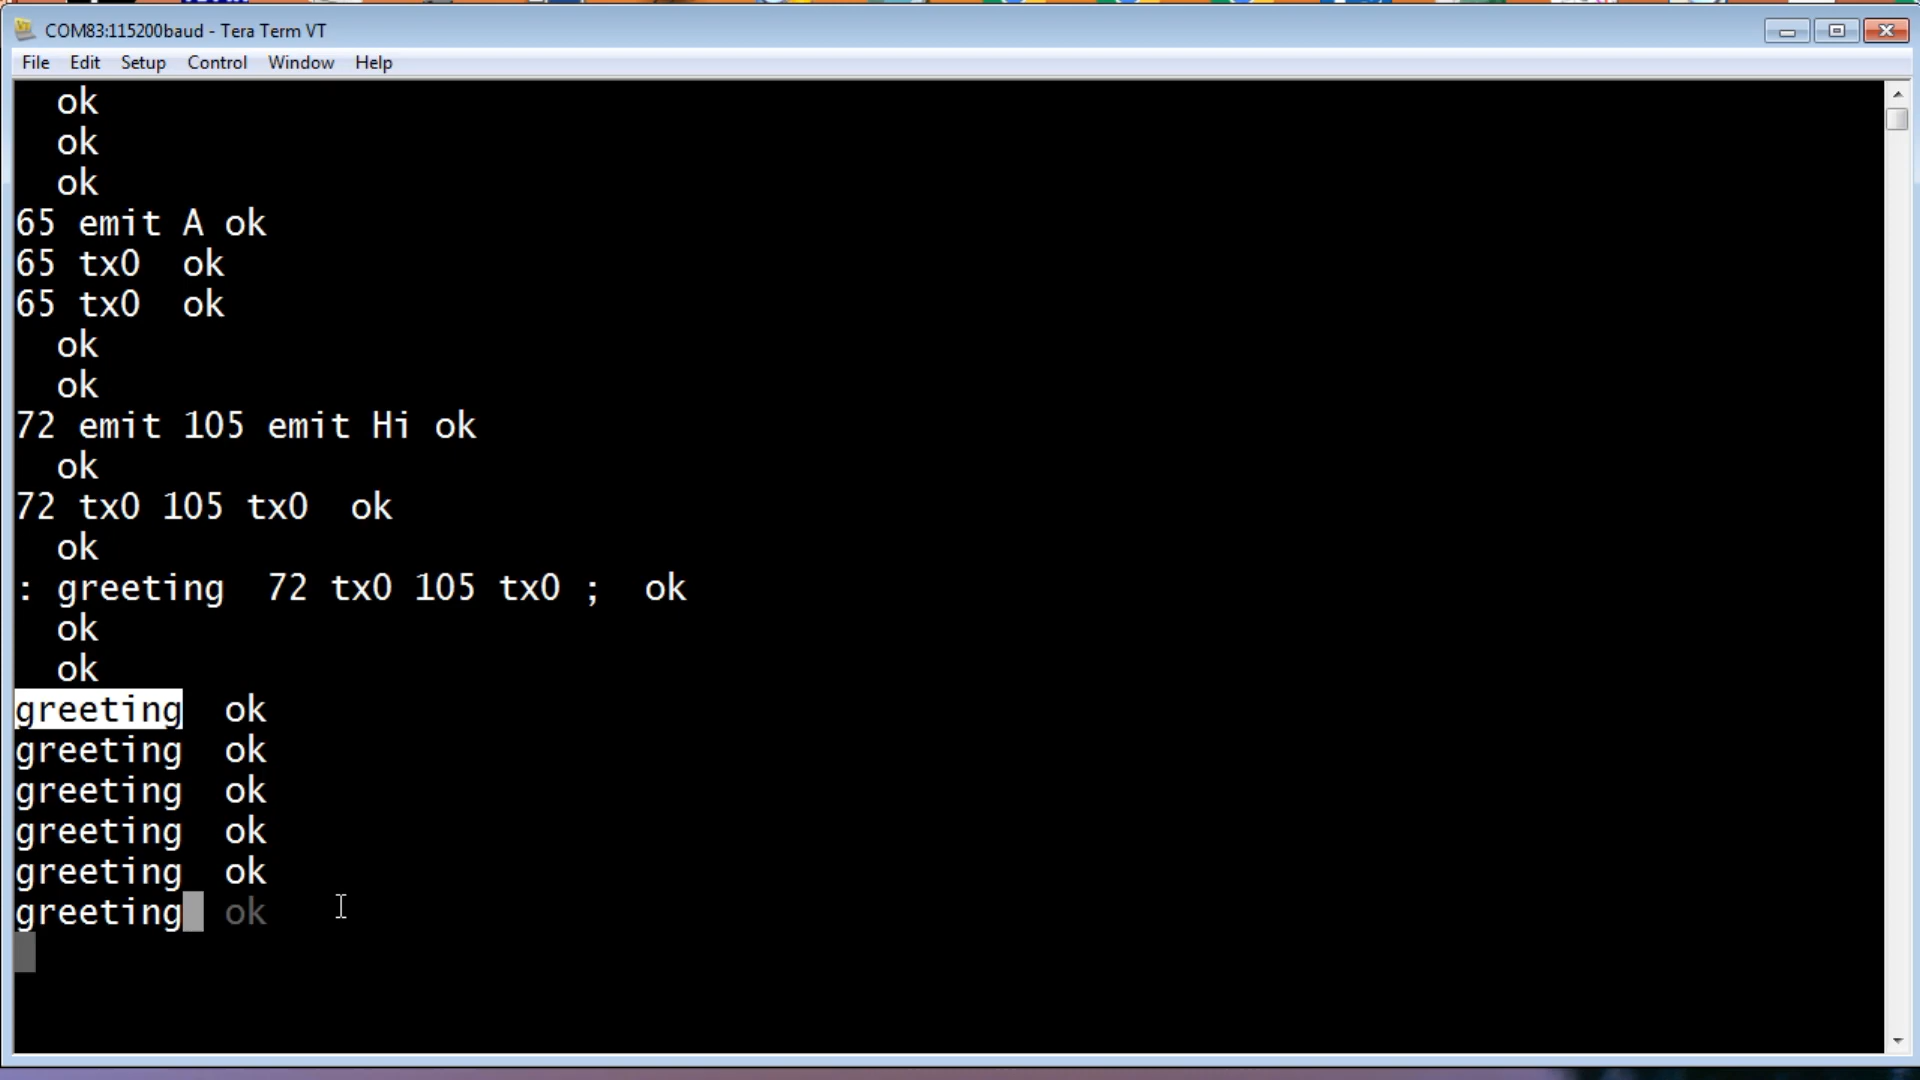 COM83:115200baud - Tera Term VT
File Edit Setup Control Window Help
ok
ok
ok
65 emit A ok
65 tx0 ok
65 tx0 ok
ok
ok
72 emit 105 emit Hi ok
ok
72 tx0 105 tx0 ok
ok
: greeting 72 tx0 105 tx0 ; ok
ok
ok
greeting ok
greeting ok
greeting ok
greeting ok
greeting ok
greeting ok